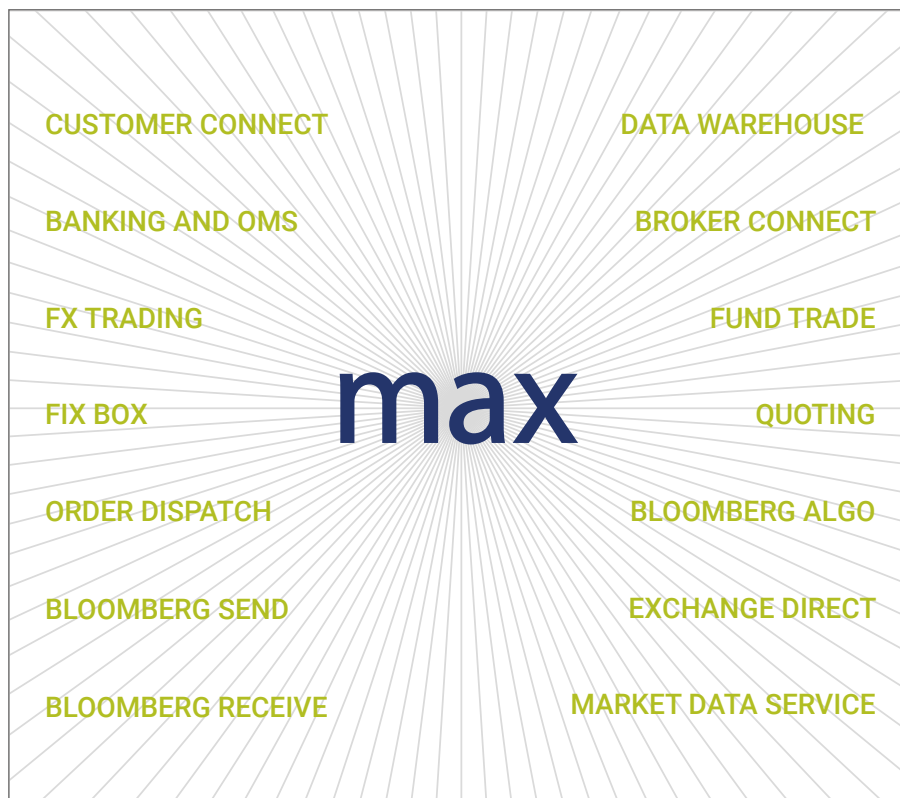 CUSTOMER CONNECT
DATA WAREHOUSE
BANKING AND OMS
BROKER CONNECT
FX TRADING
FUND TRADE
max
FIX BOX
QUOTING
ORDER DISPATCH
BLOOMBERG ALGO
BLOOMBERG SEND
EXCHANGE DIRECT
BLOOMBERG RECEIVE
MARKET DATA SERVICE